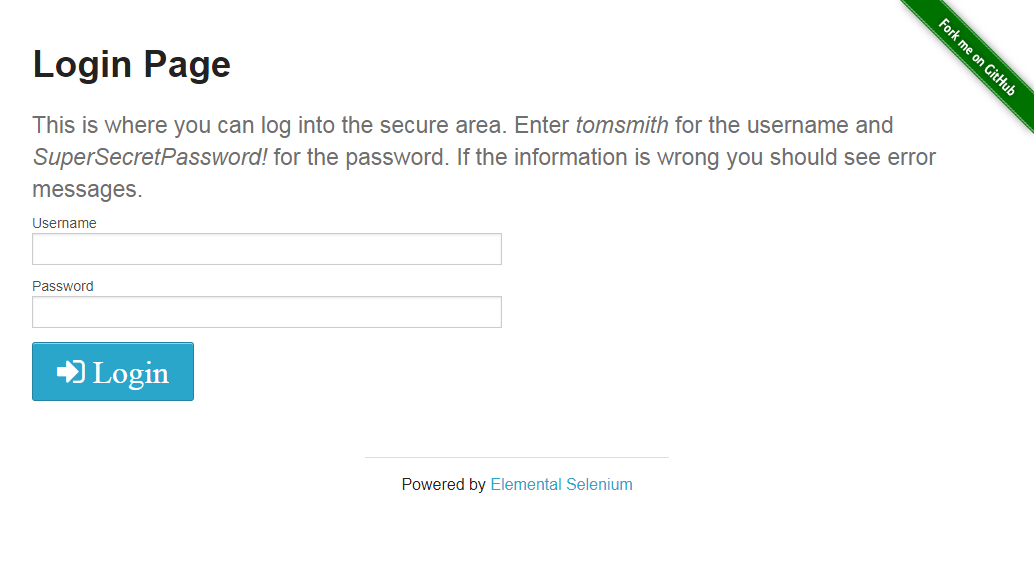 Fork me on GitHub
Login Page
This is where you can log into the secure area. Enter tomsmith for the username and
SuperSecretPassword! for the password. If the information is wrong you should see error
messages.
Username
Password
Login
Powered by Elemental Selenium